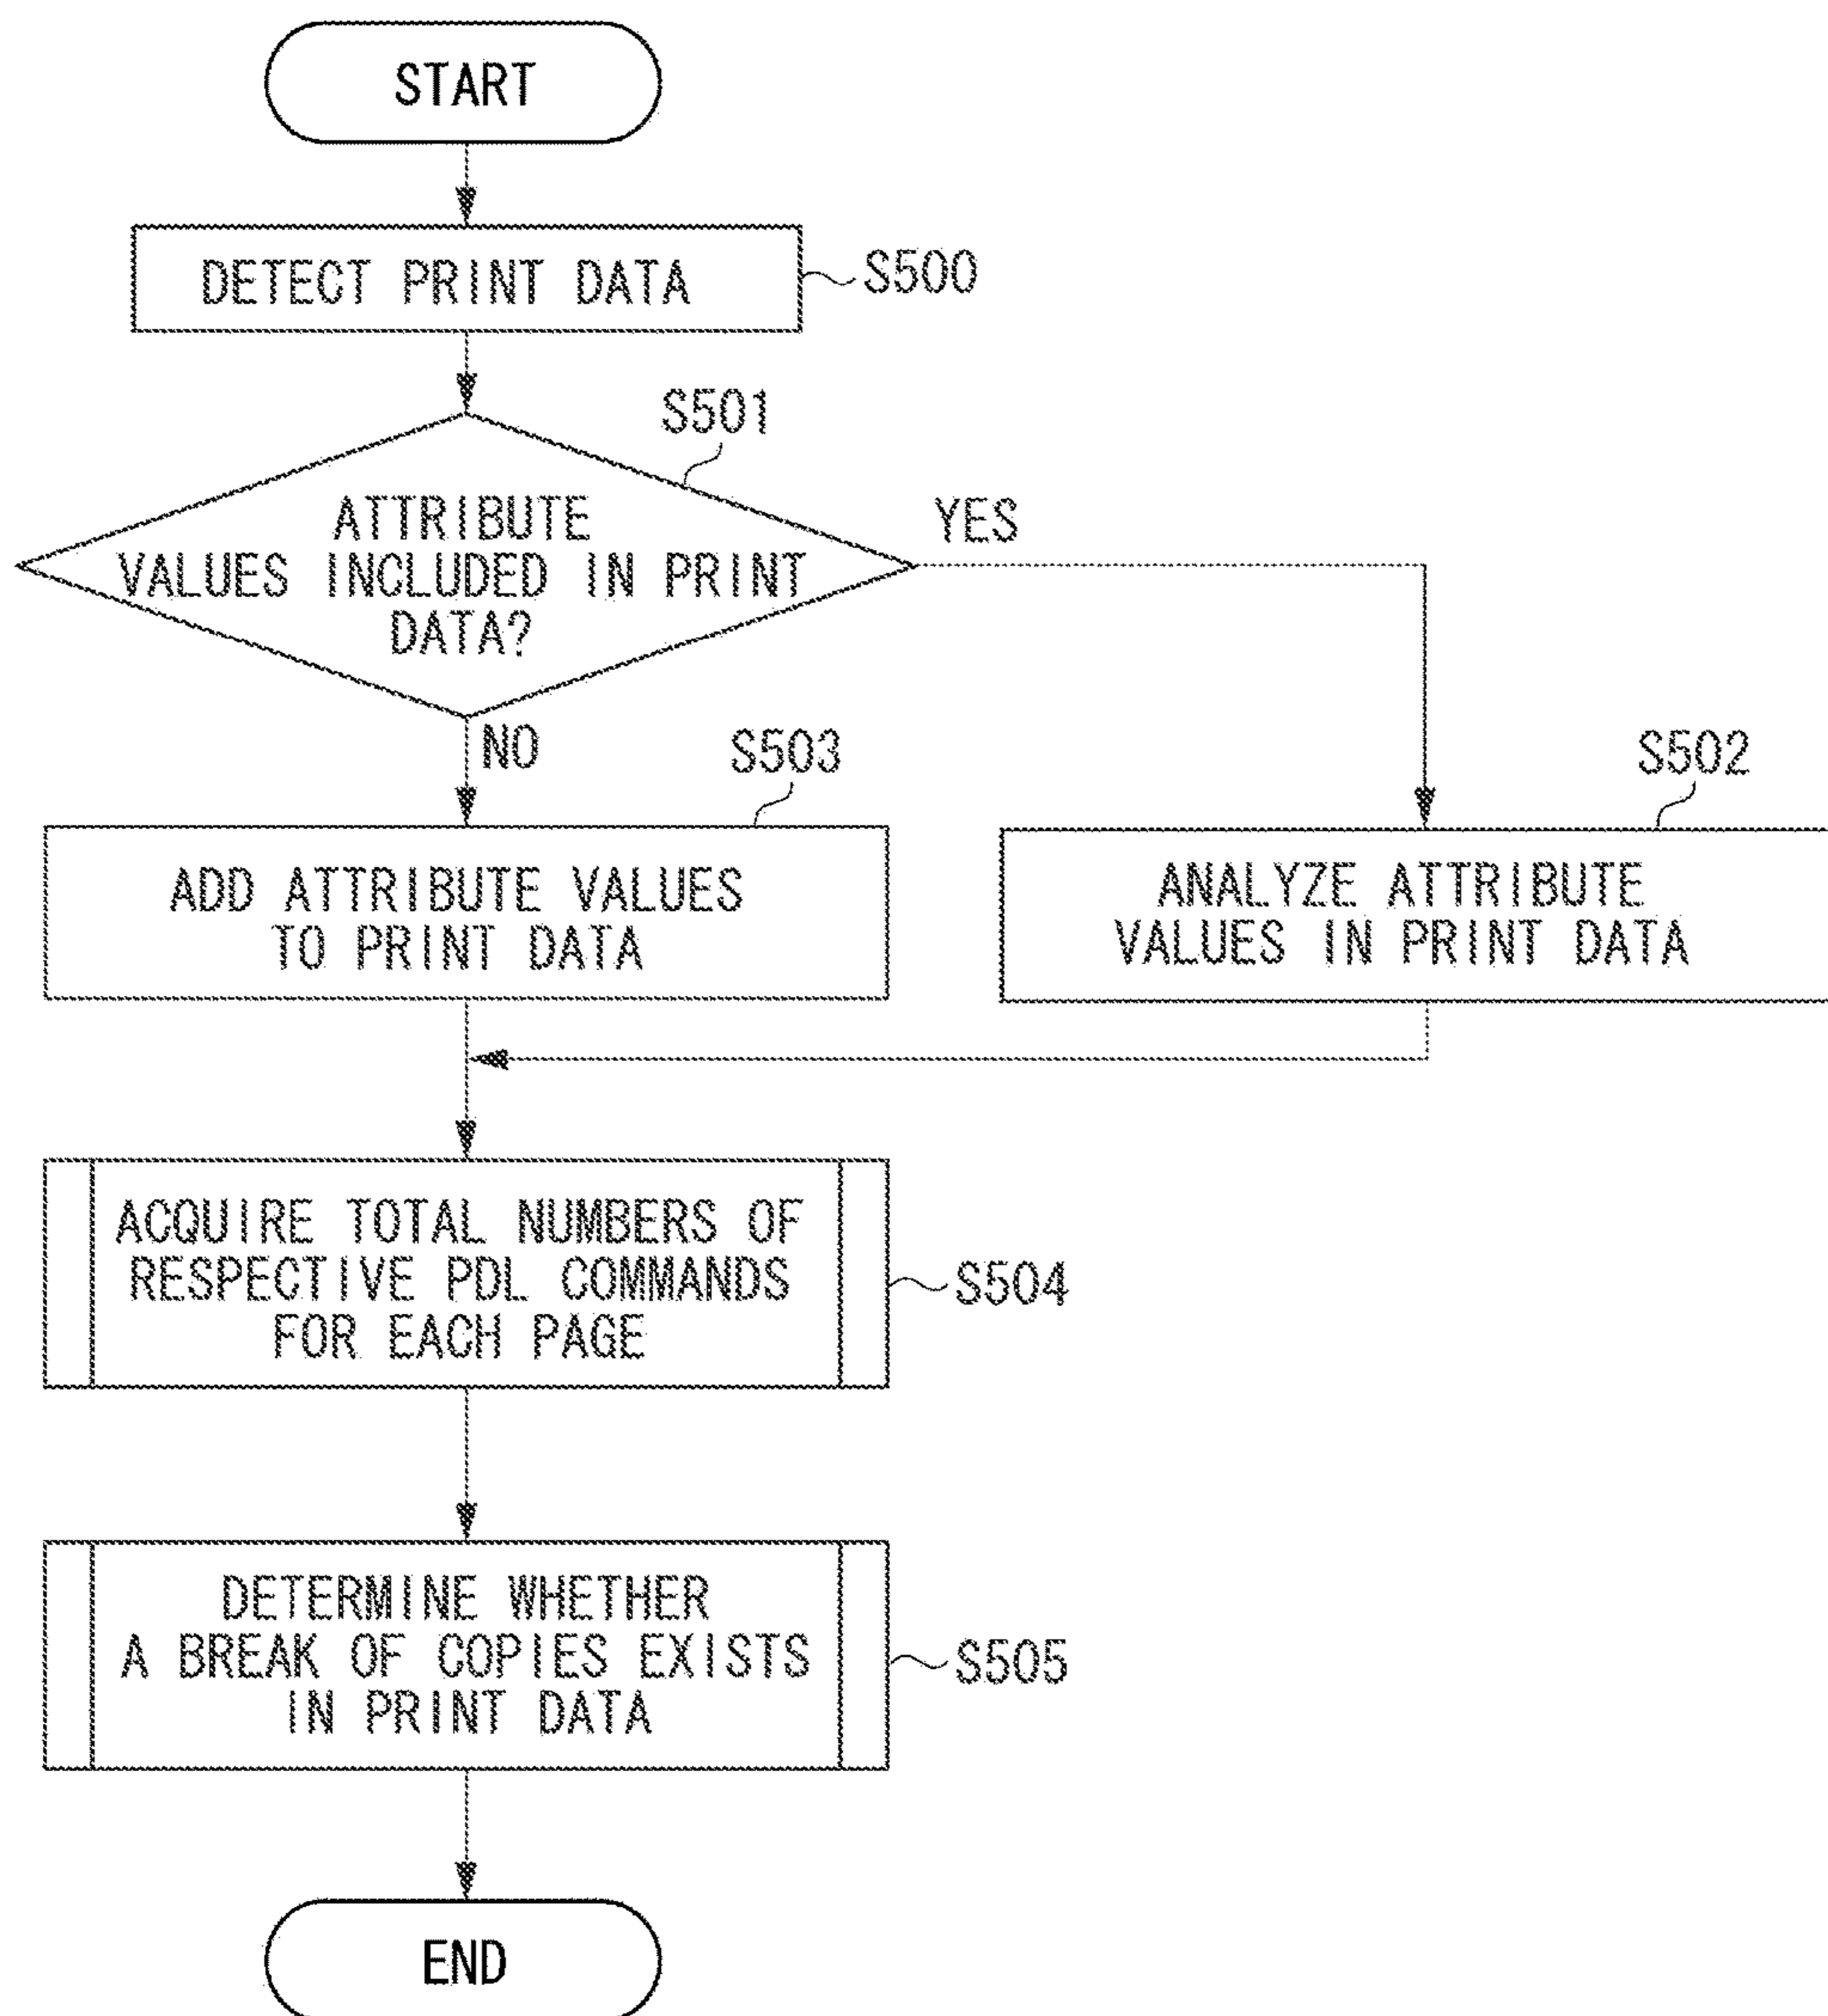 START
DETECT PRINT DATA
S500
S501
ATTRIBUTE
VALUES INCLUDED IN PRINT
DATA?
YES
NO
S503
S502
ADD ATTRIBUTE VALUES
TO PRINT DATA
ANALYZE ATTRIBUTE
VALUES IN PRINT DATA
ACQUIRE TOTAL NUMBERS OF
RESPECTIVE PDL COMMANDS
FOR EACH PAGE
S504
DETERMINE WHETHER
A BREAK OF COPIES EXISTS
IN PRINT DATA
S505
END